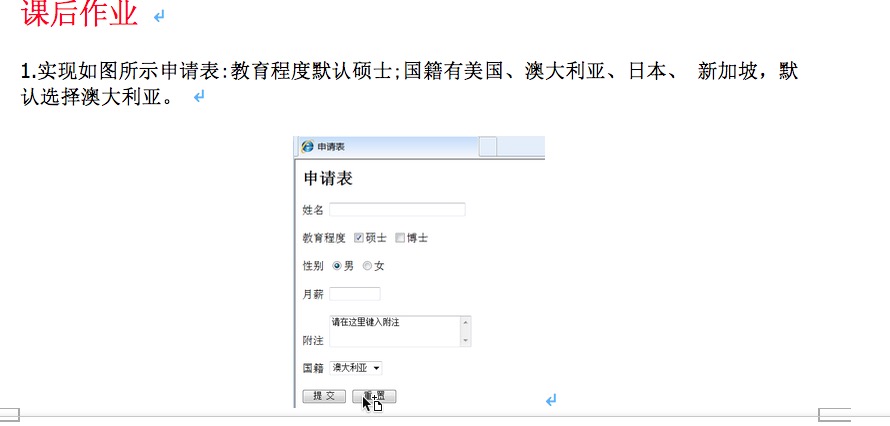 课后作业
1.实现如图所示申请表:教育程度默认硕士;国籍有美国、澳大利亚、日本、 新加坡，默
认选择澳大利亚。
申请表
申请表
姓名
教育程度 硕士 博士
性别 男 女
月薪
请在这里键入附注
附注
国籍 澳大利亚
提 交 重 置